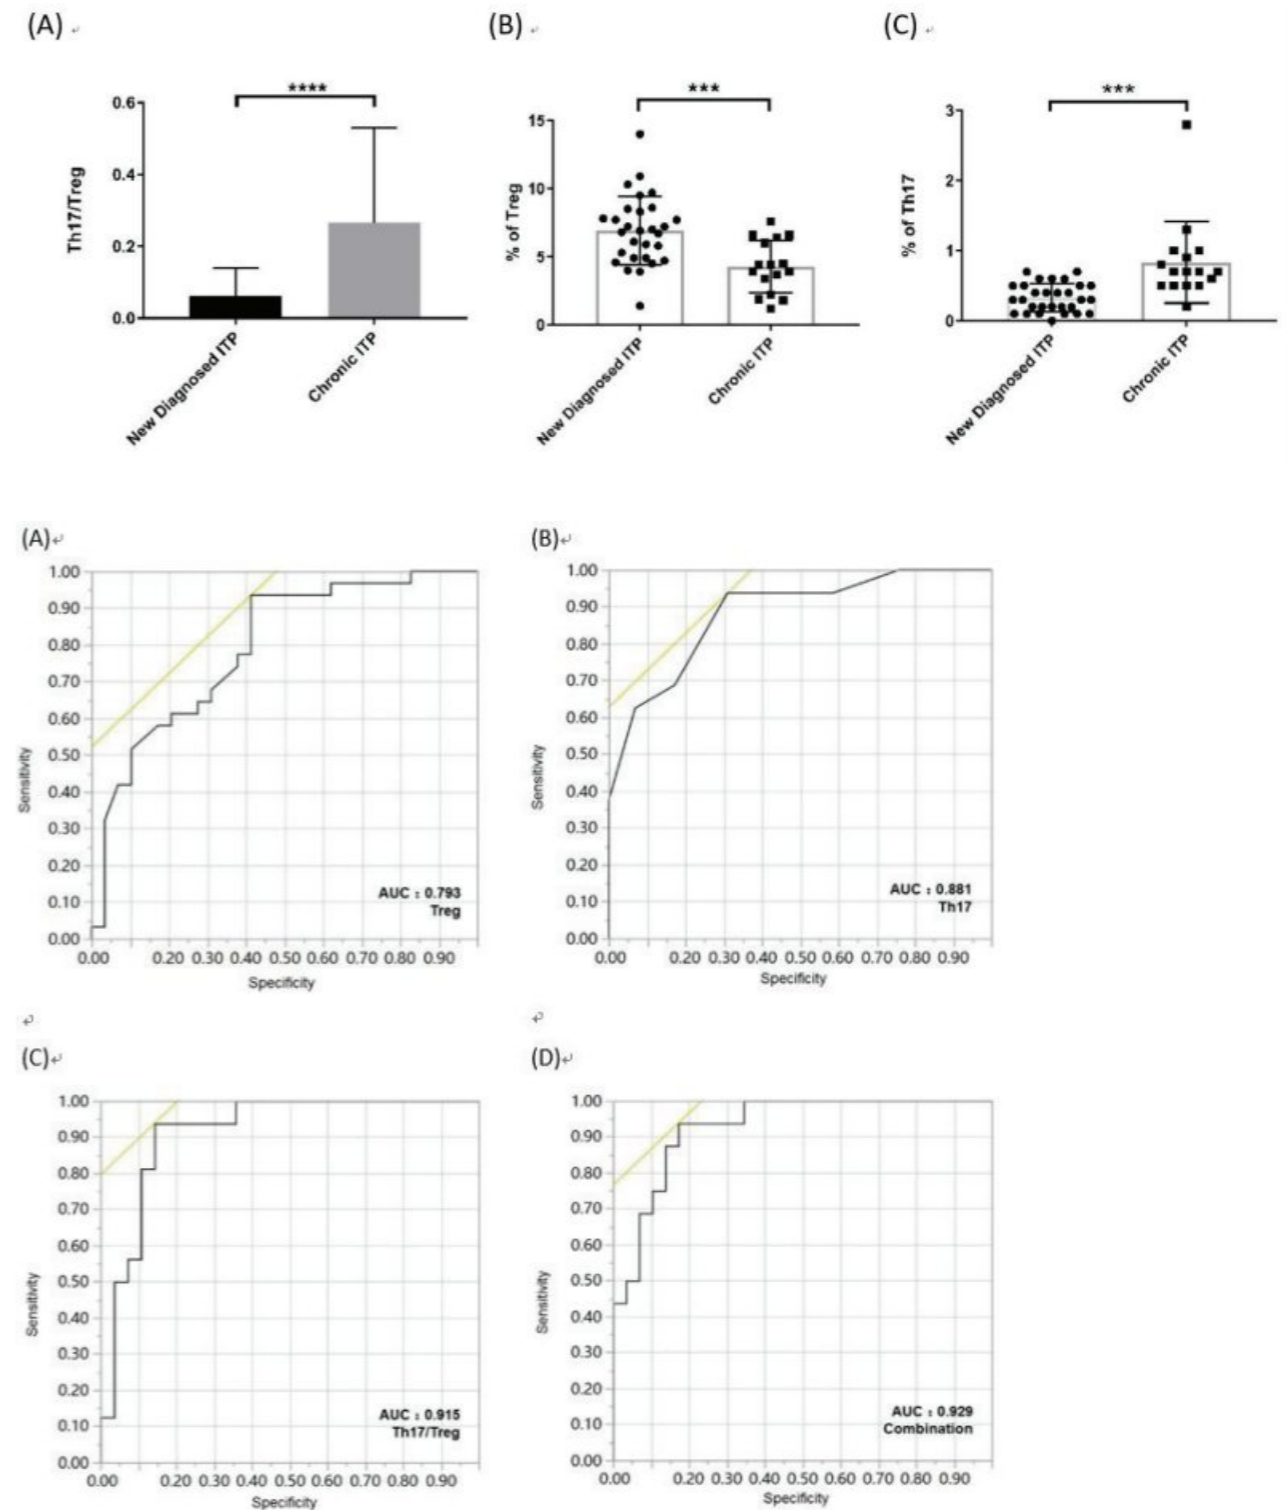 (A) ↵ (B) ↵ (C) ↵
****
0.6
0.4
0.2
0.0
Th17/Treg
New Diagnosed ITP
Chronic ITP
***
15
10
5
0
% of Treg
New Diagnosed ITP
Chronic ITP
***
3
2
1
0
% of Th17
New Diagnosed ITP
Chronic ITP
(A)↵
1.00
0.90
0.80
0.70
0.60
0.50
0.40
0.30
0.20
0.10
0.00
Sensitivity
AUC : 0.793
Treg
0.00 0.20 0.30 0.40 0.50 0.60 0.70 0.80 0.90
Specificity
(B)↵
1.00
0.90
0.80
0.70
0.60
0.50
0.40
0.30
0.20
0.10
0.00
Sensitivity
AUC : 0.881
Th17
0.00 0.20 0.30 0.40 0.50 0.60 0.70 0.80 0.90
Specificity
↵ ↵
(C)↵
1.00
0.90
0.80
0.70
0.60
0.50
0.40
0.30
0.20
0.10
0.00
Sensitivity
AUC : 0.915
Th17/Treg
0.00 0.20 0.30 0.40 0.50 0.60 0.70 0.80 0.90
Specificity
(D)↵
1.00
0.90
0.80
0.70
0.60
0.50
0.40
0.30
0.20
0.10
0.00
Sensitivity
AUC : 0.929
Combination
0.00 0.20 0.30 0.40 0.50 0.60 0.70 0.80 0.90
Specificity